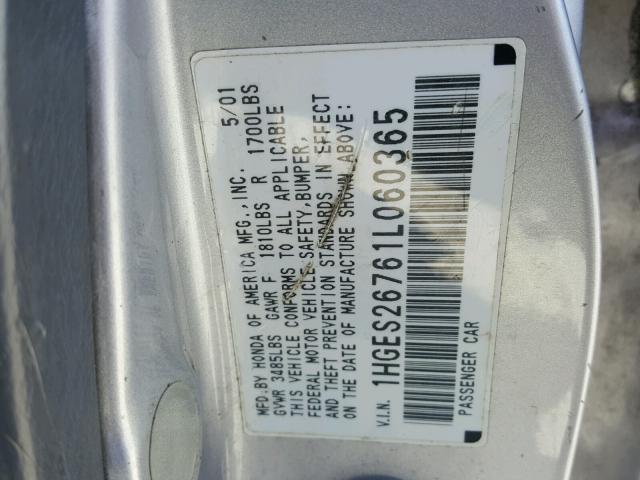 MFD.BY HONDA OF AMERICA MFG.,INC. 5/01
GVWR 3485LBS GAWR F 1810LBS R 1700LBS
THIS VEHICLE CONFORMS TO ALL APPLICABLE
FEDERAL MOTOR VEHICLE SAFETY,BUMPER,
AND THEFT PREVENTION STANDARDS IN EFFECT
ON THE DATE OF MANUFACTURE SHOWN ABOVE:
V.I.N. 1HGES26761L060365
PASSENGER CAR